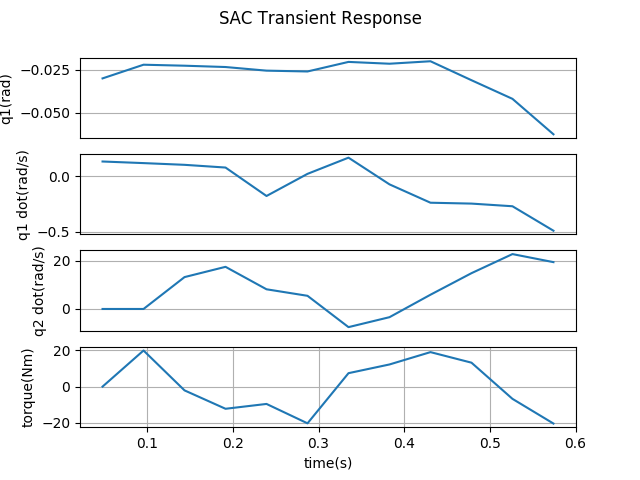 SAC Transient Response
q1(rad)
−0.025
−0.050
q1 dot(rad/s)
0.0
−0.5
q2 dot(rad/s)
20
0
torque(Nm)
20
0
−20
0.1 0.2 0.3 0.4 0.5 0.6
time(s)